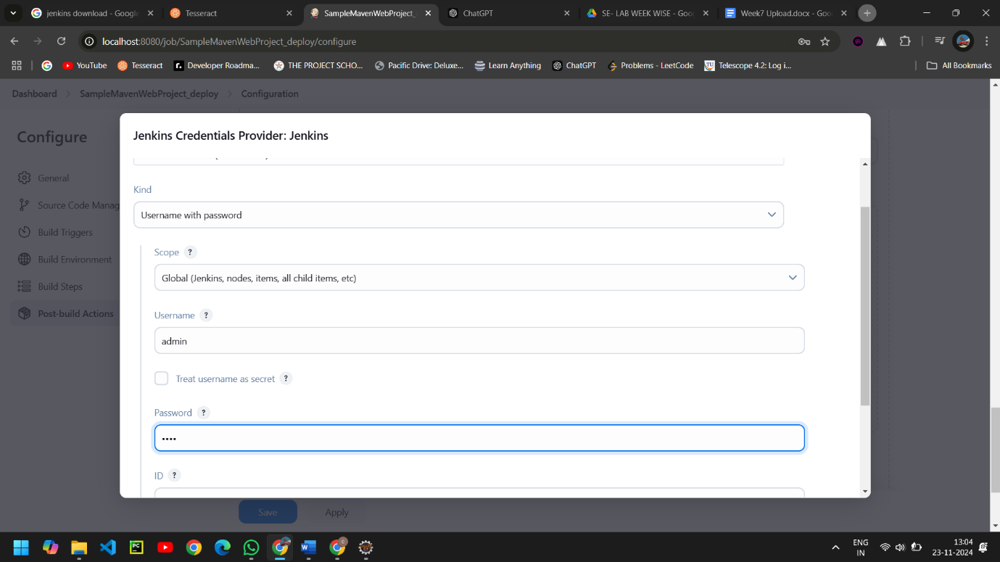 jenkins download - Google
Tesseract
SampleMavenWebProject_
ChatGPT
SE- LAB WEEK WISE - Goo
Week7 Upload.docx - Goo
localhost:8080/job/SampleMavenWebProject_deploy/configure
YouTube
Tesseract
Developer Roadma...
THE PROJECT SCHO...
Pacific Drive: Deluxe...
Learn Anything
ChatGPT
Problems - LeetCode
Telescope 4.2: Log i...
All Bookmarks
Dashboard > SampleMavenWebProject_deploy > Configuration
Configure
General
Source Code Manag
Build Triggers
Build Environment
Build Steps
Post-build Actions
Jenkins Credentials Provider: Jenkins
Kind
Username with password
Scope ?
Global (Jenkins, nodes, items, all child items, etc)
Username ?
admin
Treat username as secret ?
Password ?
••••
ID ?
Save
Apply
ENG
IN
13:04
23-11-2024